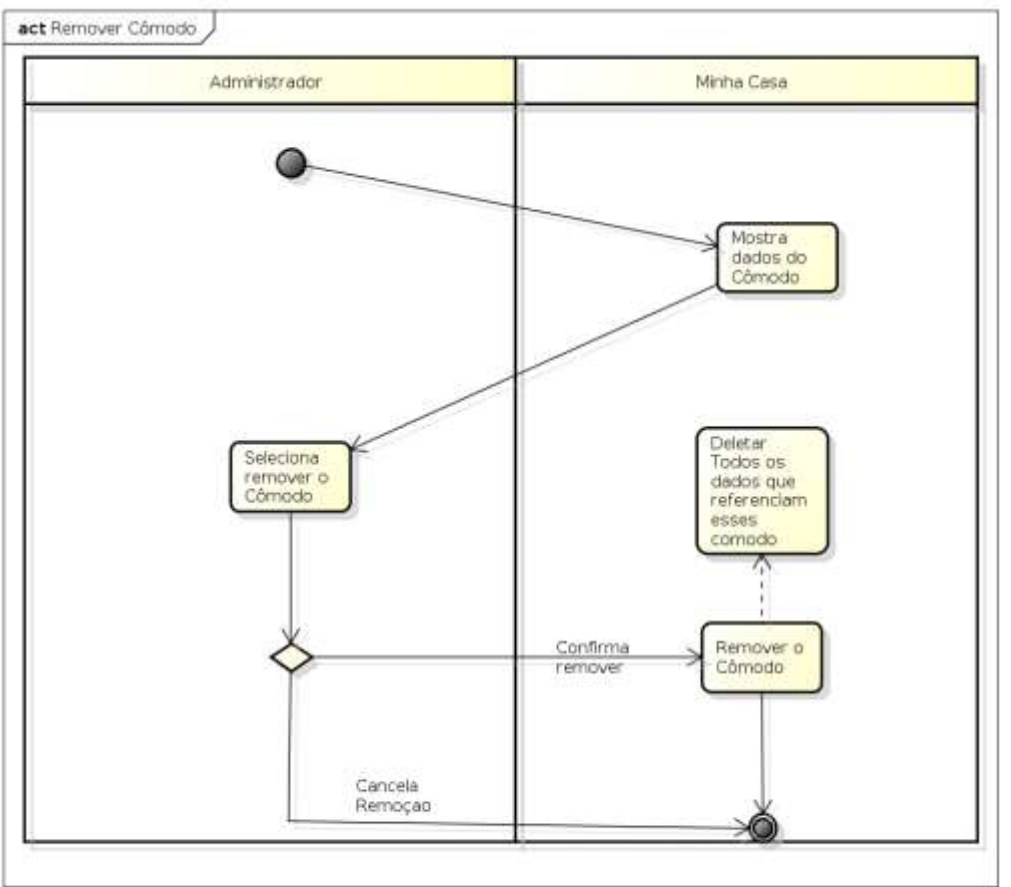 act Remover Cômodo
Administrador
Minha Casa
Mostra
dados do
Cômodo
Seleciona
remover o
Cômodo
Deletar
Todos os
dados que
referenciam
esses
comodo
Confirma
remover
Remover o
Cômodo
Cancela
Remoçao